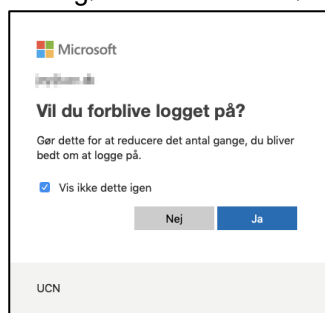 Microsoft
Vil du forblive logget på?
Gør dette for at reducere det antal gange, du bliver
bedt om at logge på.
Vis ikke dette igen
Nej Ja
UCN